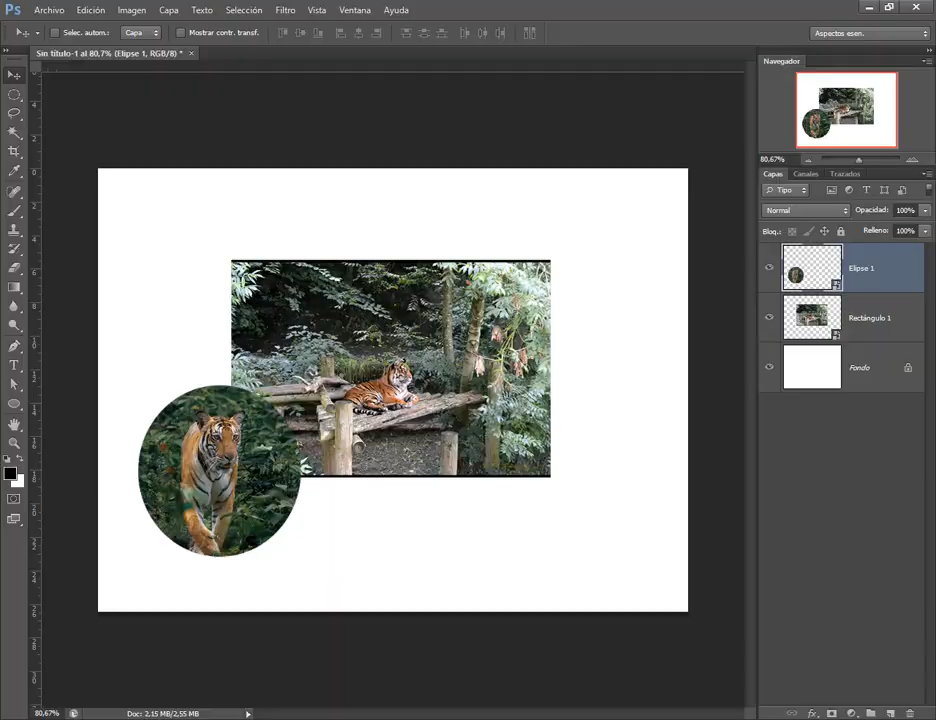 Ps Archivo Edición Imagen Capa Texto Selección Filtro Vista Ventana Ayuda
Selec. autom.: Capa Mostrar contr. transf. Aspectos esen.
Sin título-1 al 80,7% (Elipse 1, RGB/8) * ×
Navegador
80,67%
Capas Canales Trazados
Tipo
Normal Opacidad: 100%
Bloq.: Relleno: 100%
Elipse 1
Rectángulo 1
Fondo
80,67% Doc: 2,15 MB/2,55 MB